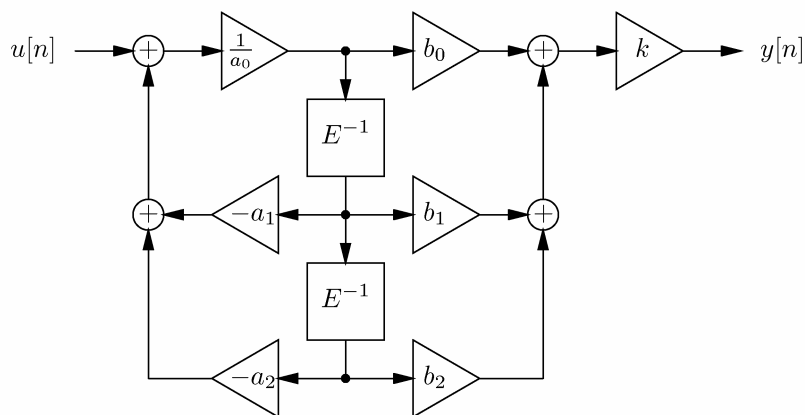 u[n] + 1/a₀ b₀ + k y[n]
E⁻¹
+ −a₁ b₁ +
E⁻¹
−a₂ b₂